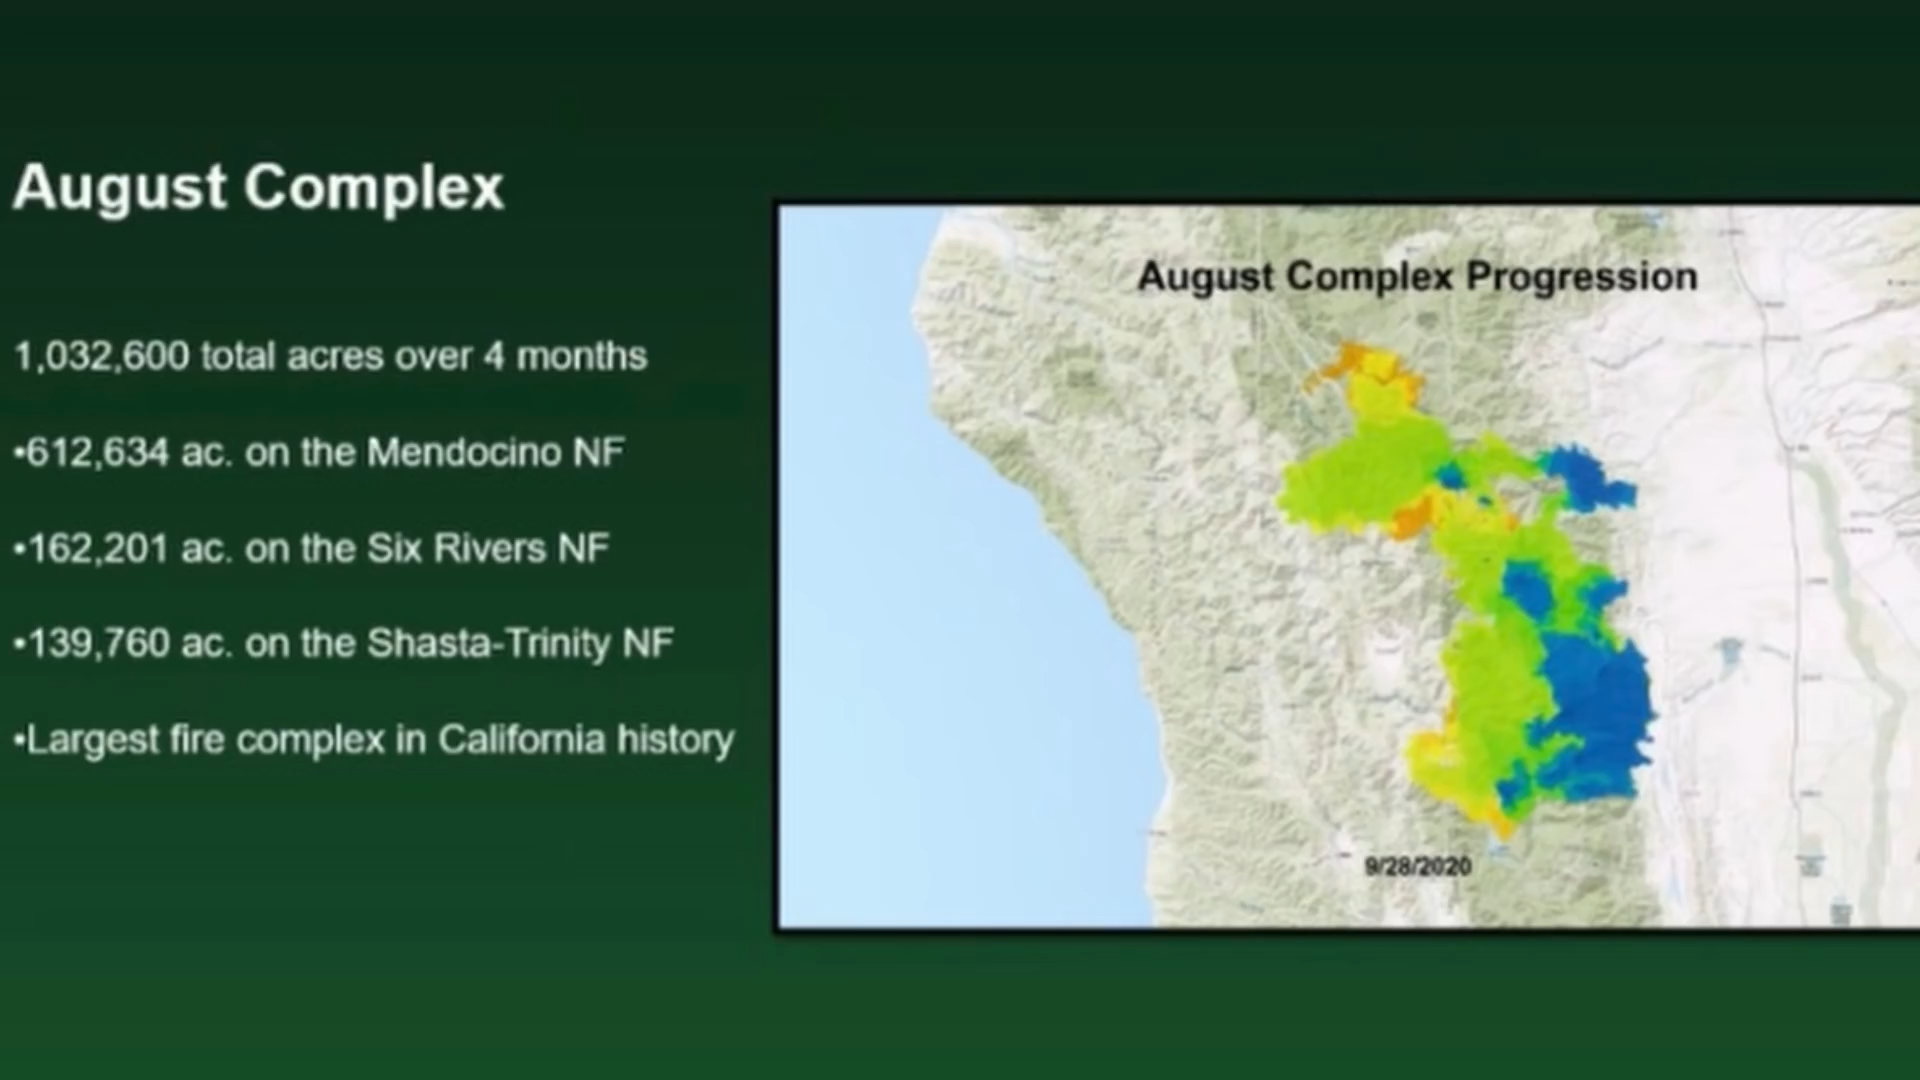 August Complex
1,032,600 total acres over 4 months
•612,634 ac. on the Mendocino NF
•162,201 ac. on the Six Rivers NF
•139,760 ac. on the Shasta-Trinity NF
•Largest fire complex in California history
August Complex Progression
9/28/2020